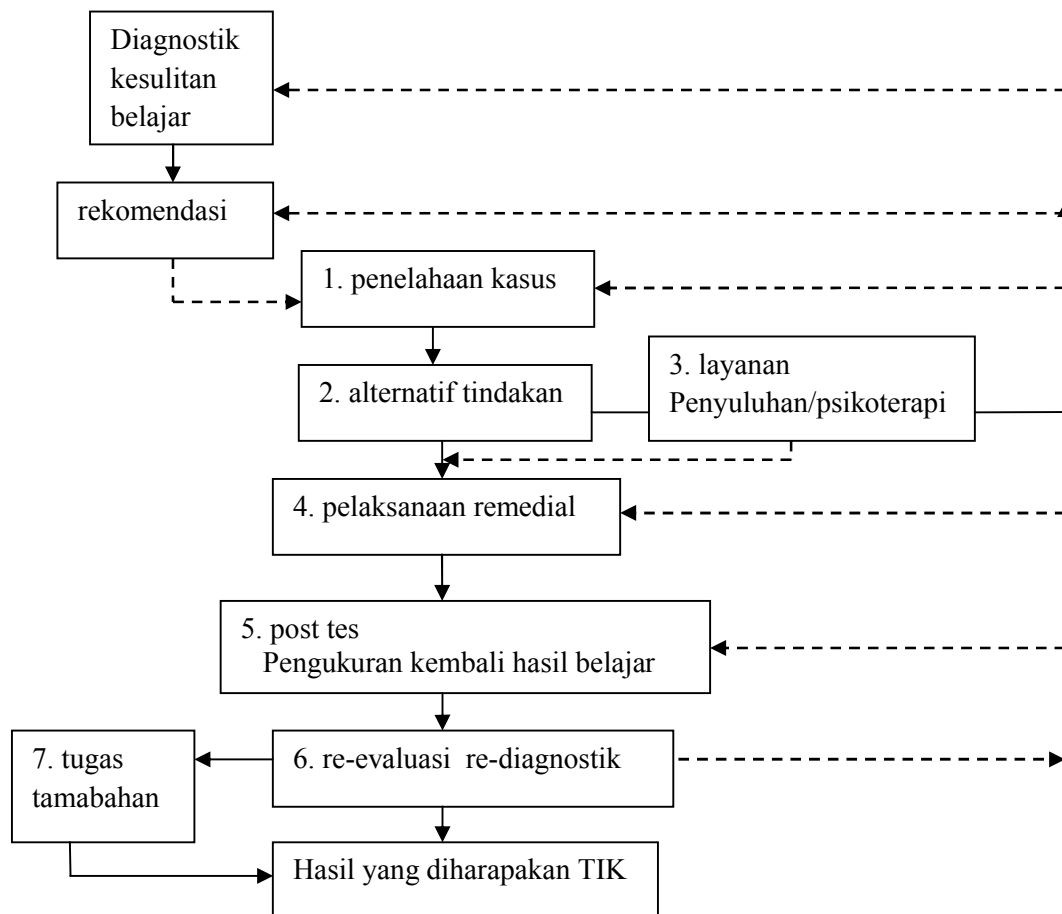 Diagnostik
kesulitan
belajar
rekomendasi
1. penelahaan kasus
2. alternatif tindakan
3. layanan
Penyuluhan/psikoterapi
4. pelaksanaan remedial
5. post tes
Pengukuran kembali hasil belajar
7. tugas
tamabahan
6. re-evaluasi re-diagnostik
Hasil yang diharapakan TIK